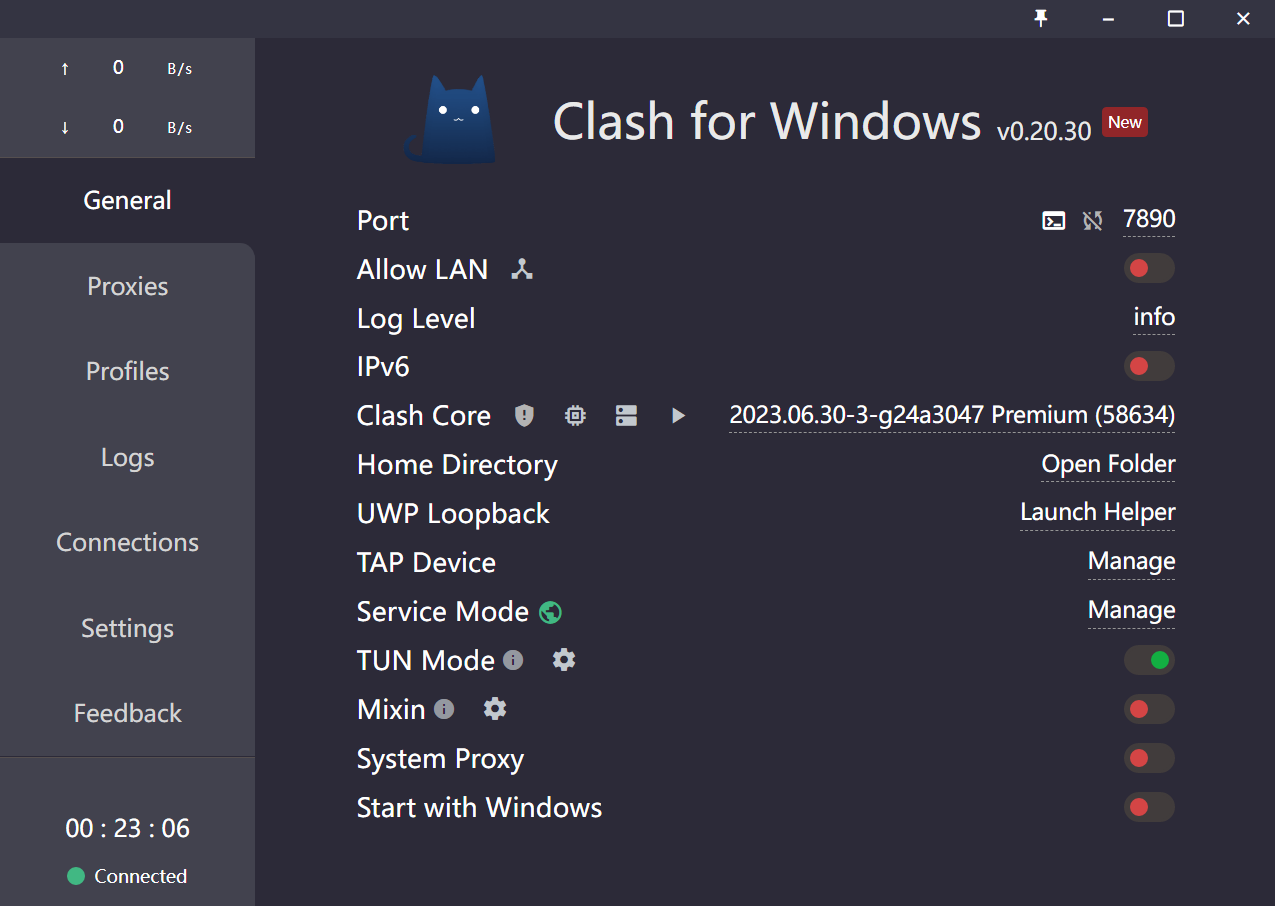 ↑ 0 B/s
↓ 0 B/s
General
Proxies
Profiles
Logs
Connections
Settings
Feedback
00 : 23 : 06
Connected
Clash for Windows v0.20.30 New
Port 7890
Allow LAN
Log Level info
IPv6
Clash Core 2023.06.30-3-g24a3047 Premium (58634)
Home Directory Open Folder
UWP Loopback Launch Helper
TAP Device Manage
Service Mode Manage
TUN Mode
Mixin
System Proxy
Start with Windows